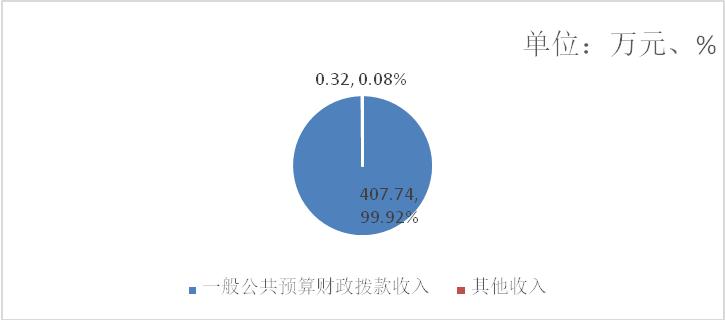 单位：万元、%
0.32, 0.08%
407.74,
99.92%
一般公共预算财政拨款收入
其他收入